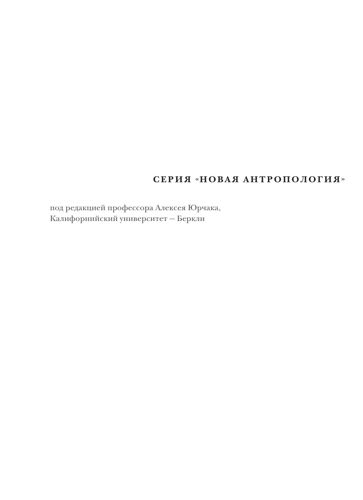 СЕРИЯ «НОВАЯ АНТРОПОЛОГИЯ»
под редакцией профессора Алексея Юрчака,
Калифорнийский университет — Беркли